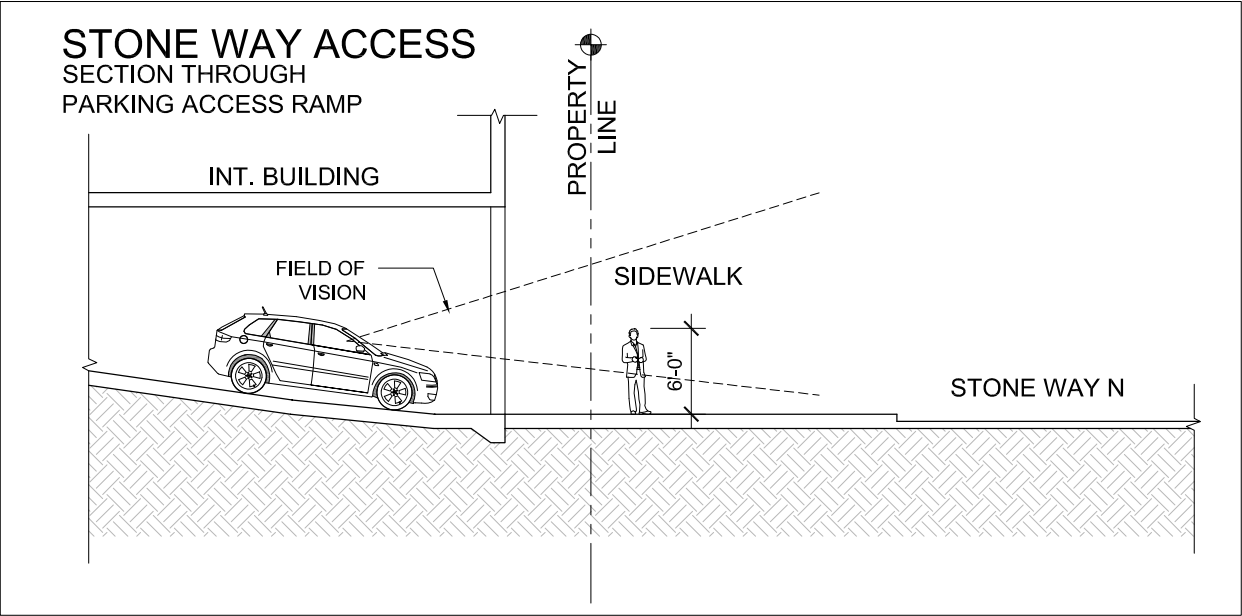 STONE WAY ACCESS
SECTION THROUGH
PARKING ACCESS RAMP
INT. BUILDING
PROPERTY
LINE
FIELD OF
VISION
SIDEWALK
6'-0"
STONE WAY N